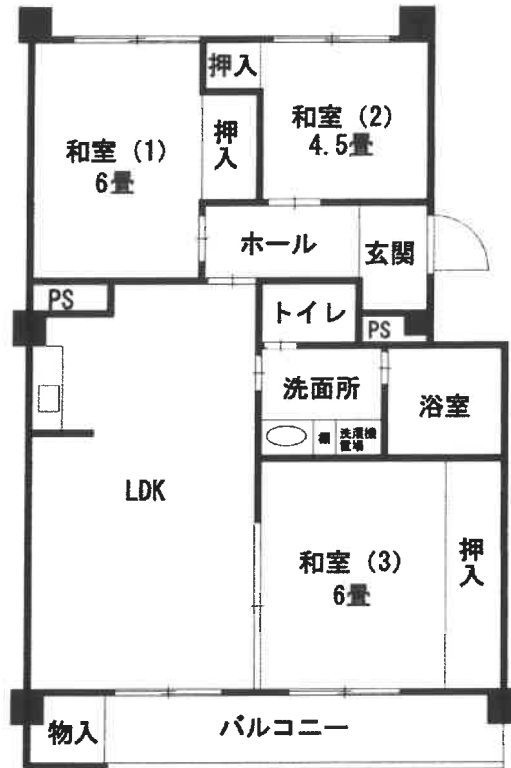 押入
和室(2)
4.5畳
和室(1)
6畳
押入
ホール
玄関
PS
トイレ
PS
洗面所
浴室
棚
洗濯機
置場
LDK
和室(3)
6畳
押入
物入
バルコニー